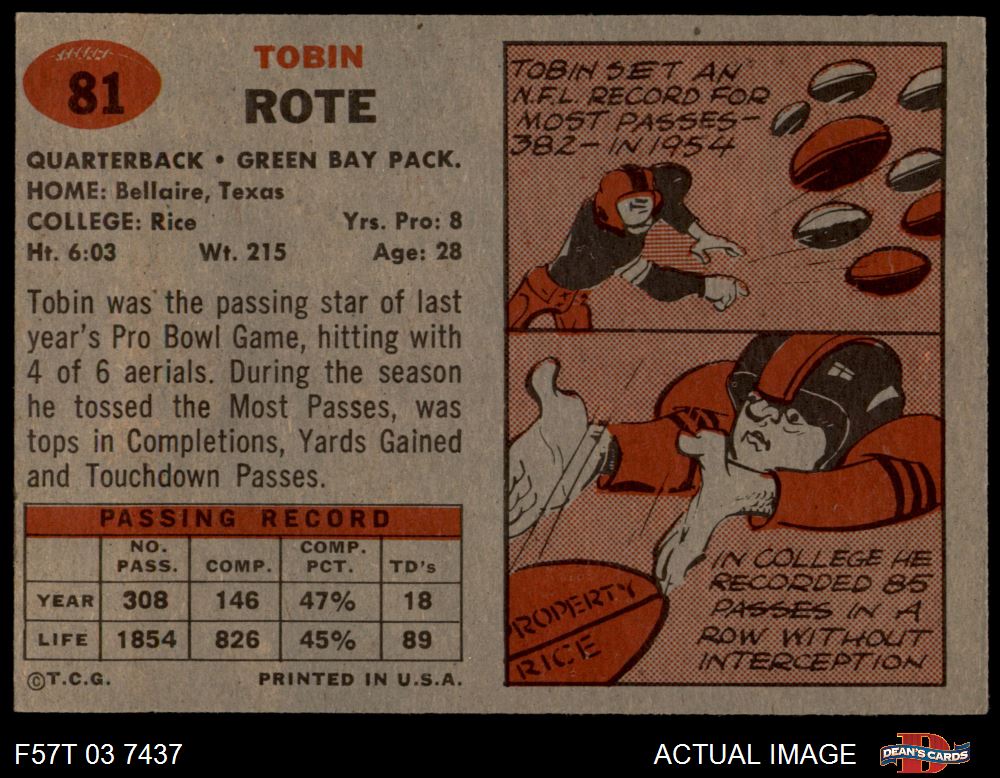 81
TOBIN
ROTE
QUARTERBACK • GREEN BAY PACK.
HOME: Bellaire, Texas
COLLEGE: Rice Yrs. Pro: 8
Ht. 6:03 Wt. 215 Age: 28
Tobin was the passing star of last
year's Pro Bowl Game, hitting with
4 of 6 aerials. During the season
he tossed the Most Passes, was
tops in Completions, Yards Gained
and Touchdown Passes.
PASSING RECORD
NO. PASS. COMP. COMP. PCT. TD's
YEAR 308 146 47% 18
LIFE 1854 826 45% 89
©T.C.G. PRINTED IN U.S.A.
TOBIN SET AN
N.F.L. RECORD FOR
MOST PASSES—
382—IN 1954
PROPERTY
RICE
IN COLLEGE HE
RECORDED 85
PASSES IN A
ROW WITHOUT
INTERCEPTION
F57T 03 7437
ACTUAL IMAGE
DEAN'S CARDS